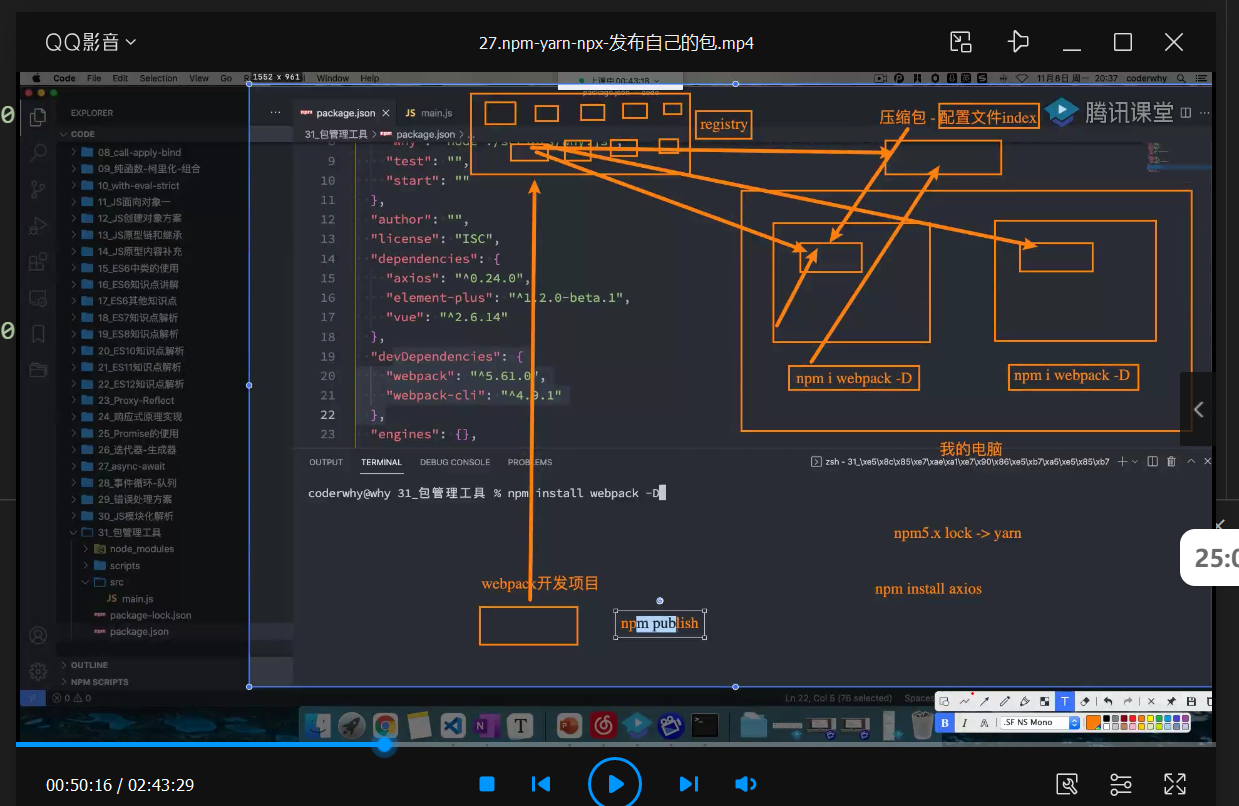 QQ影音
27.npm-yarn-npx-发布自己的包.mp4
Code File Edit Selection View Go
1552 x 961
Window Help
上课中 00:43:18
11月8日 周一 20:37 coderwhy
EXPLORER
package.json
JS main.js
registry
压缩包 - 配置文件index
腾讯课堂
31_包管理工具 > package.json > ...
CODE
08_call-apply-bind
09_纯函数-柯里化-组合
10_with-eval-strict
11_JS面向对象一
12_JS创建对象方案
13_JS原型链和继承
14_JS原型内容补充
15_ES6中类的使用
16_ES6知识点讲解
17_ES6其他知识点
18_ES7知识点解析
19_ES8知识点解析
20_ES10知识点解析
21_ES11知识点解析
22_ES12知识点解析
23_Proxy-Reflect
24_响应式原理实现
25_Promise的使用
26_迭代器-生成器
27_async-await
28_事件循环-队列
29_错误处理方案
30_JS模块化解析
31_包管理工具
node_modules
scripts
src
JS main.js
package-lock.json
package.json
OUTLINE
NPM SCRIPTS
9 "test": "",
10 "start": ""
11 },
12 "author": "",
13 "license": "ISC",
14 "dependencies": {
15 "axios": "^0.24.0",
16 "element-plus": "^1.2.0-beta.1",
17 "vue": "^2.6.14"
18 },
19 "devDependencies": {
20 "webpack": "^5.61.0",
21 "webpack-cli": "^4.9.1"
22 },
23 "engines": {},
npm i webpack -D
npm i webpack -D
我的电脑
OUTPUT TERMINAL DEBUG CONSOLE PROBLEMS
zsh - 31_\xe5\x8c\x85\xe7\xae\xa1\xe7\x90\x86\xe5\xb7\xa5\xe5\x85\xb7
coderwhy@why 31_包管理工具 % npm install webpack -D
npm5.x lock -> yarn
npm install axios
webpack开发项目
npm publish
0 0
Ln 22, Col 5 (76 selected) Spaces
B I A .SF NS Mono
25:0
00:50:16 / 02:43:29